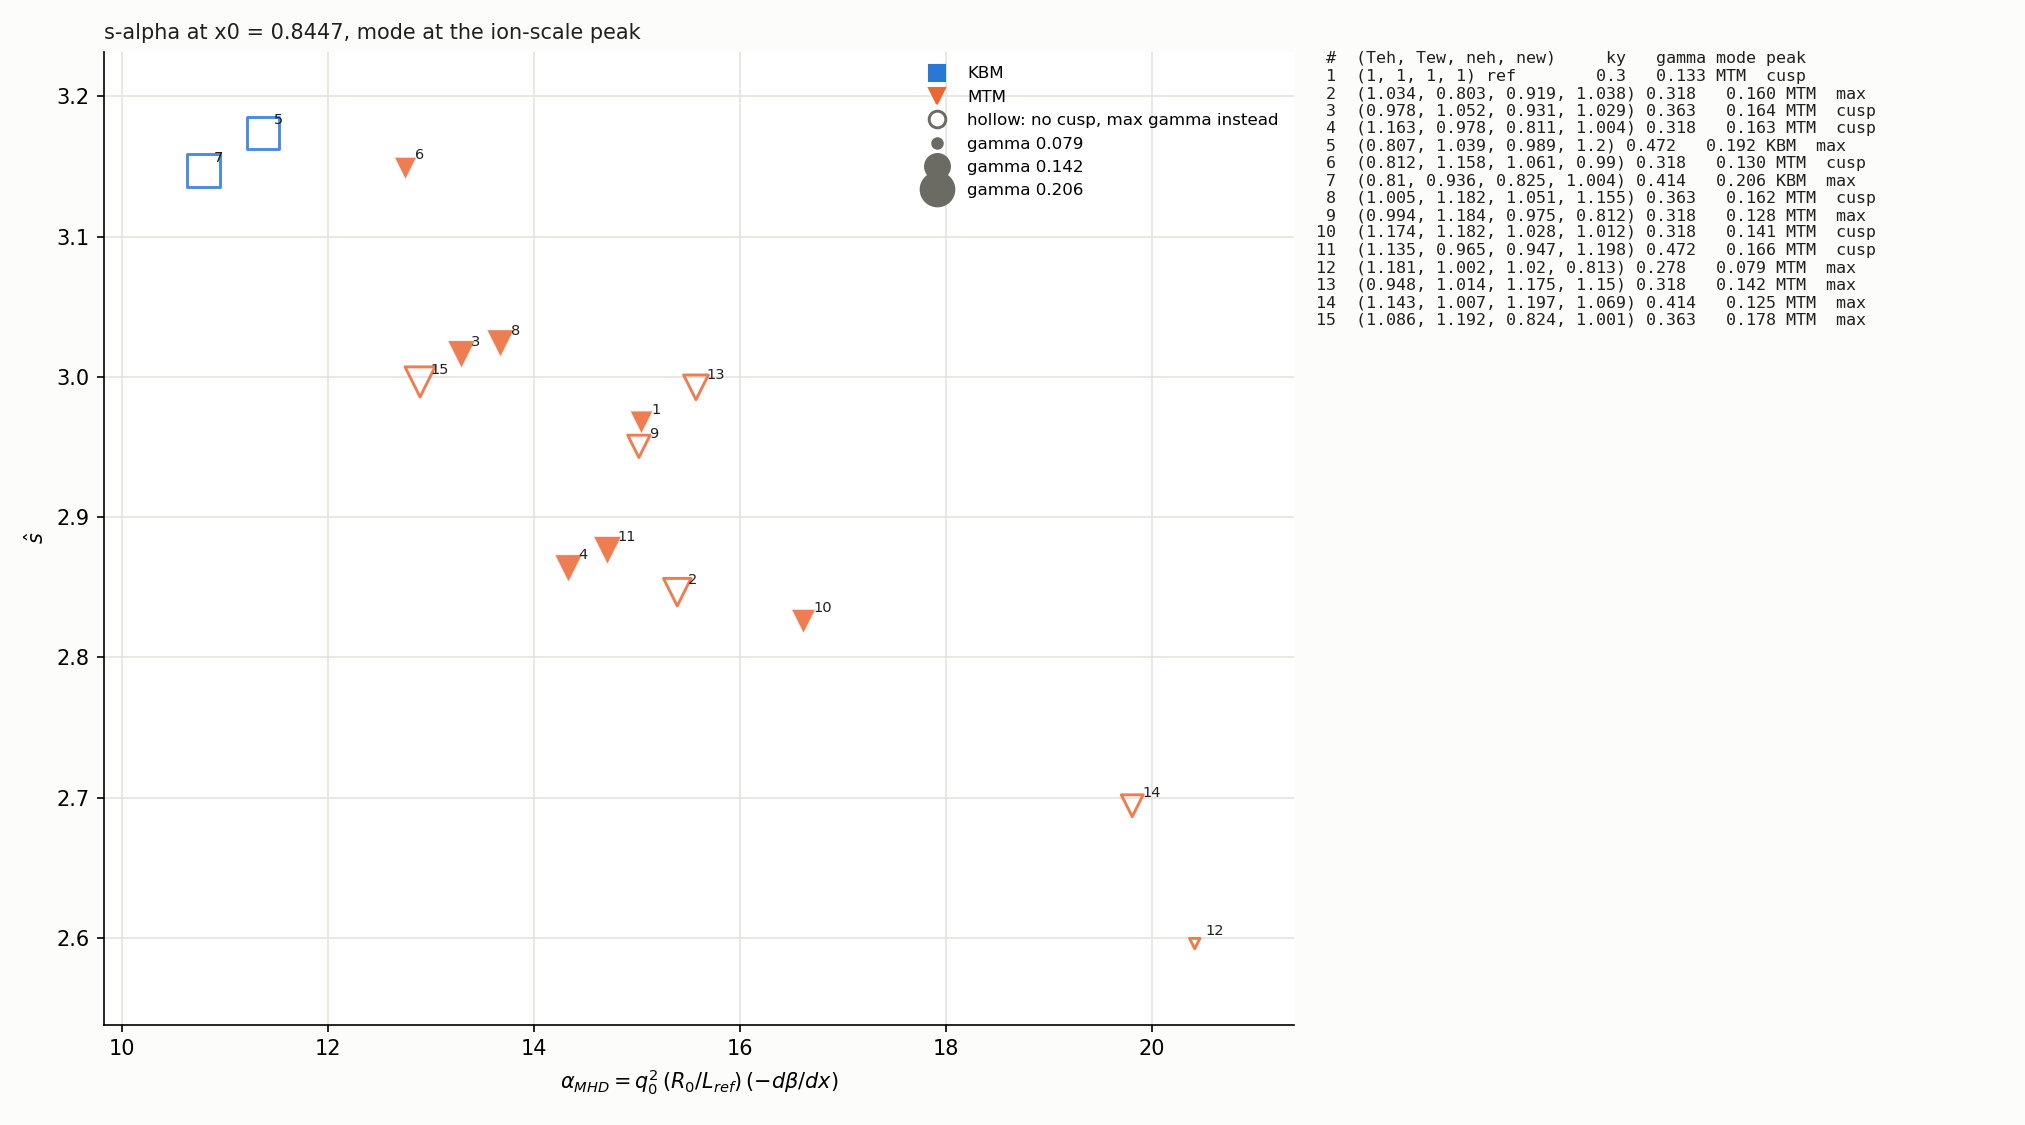 s-alpha at x0 = 0.8447, mode at the ion-scale peak
KBM
MTM
hollow: no cusp, max gamma instead
gamma 0.079
gamma 0.142
gamma 0.206
3.2
3.1
3.0
2.9
2.8
2.7
2.6
ŝ
5
7
6
8
3
15
13
1
9
11
4
2
10
14
12
10 12 14 16 18 20
α_MHD = q_0^2 (R_0/L_ref) (−dβ/dx)
# (Teh, Tew, neh, new) ky gamma mode peak
1 (1, 1, 1, 1) ref 0.3 0.133 MTM cusp
2 (1.034, 0.803, 0.919, 1.038) 0.318 0.160 MTM max
3 (0.978, 1.052, 0.931, 1.029) 0.363 0.164 MTM cusp
4 (1.163, 0.978, 0.811, 1.004) 0.318 0.163 MTM cusp
5 (0.807, 1.039, 0.989, 1.2) 0.472 0.192 KBM max
6 (0.812, 1.158, 1.061, 0.99) 0.318 0.130 MTM cusp
7 (0.81, 0.936, 0.825, 1.004) 0.414 0.206 KBM max
8 (1.005, 1.182, 1.051, 1.155) 0.363 0.162 MTM cusp
9 (0.994, 1.184, 0.975, 0.812) 0.318 0.128 MTM max
10 (1.174, 1.182, 1.028, 1.012) 0.318 0.141 MTM cusp
11 (1.135, 0.965, 0.947, 1.198) 0.472 0.166 MTM cusp
12 (1.181, 1.002, 1.02, 0.813) 0.278 0.079 MTM max
13 (0.948, 1.014, 1.175, 1.15) 0.318 0.142 MTM max
14 (1.143, 1.007, 1.197, 1.069) 0.414 0.125 MTM max
15 (1.086, 1.192, 0.824, 1.001) 0.363 0.178 MTM max